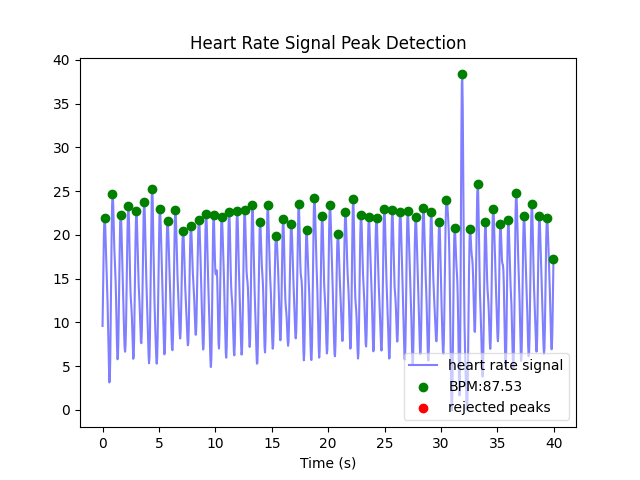 Heart Rate Signal Peak Detection
40
35
30
25
20
15
10
5
0
heart rate signal
BPM:87.53
rejected peaks
0 5 10 15 20 25 30 35 40
Time (s)